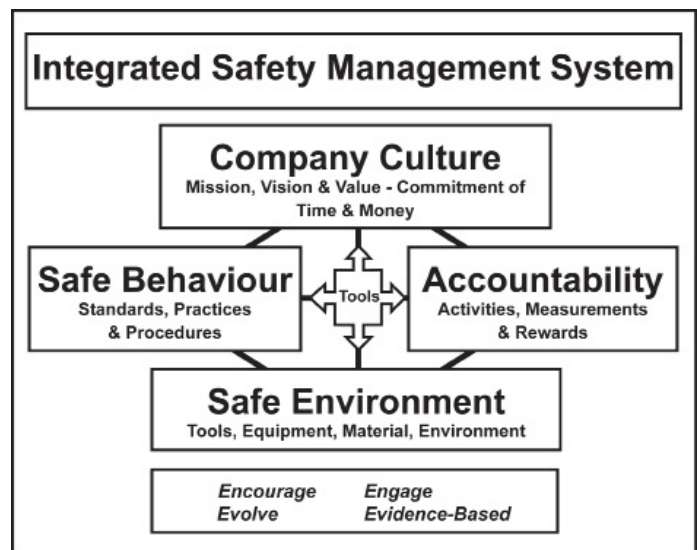 Integrated Safety Management System
Company Culture
Mission, Vision & Value - Commitment of
Time & Money
Safe Behaviour
Standards, Practices
& Procedures
Tools
Accountability
Activities, Measurements
& Rewards
Safe Environment
Tools, Equipment, Material, Environment
Encourage Engage
Evolve Evidence-Based